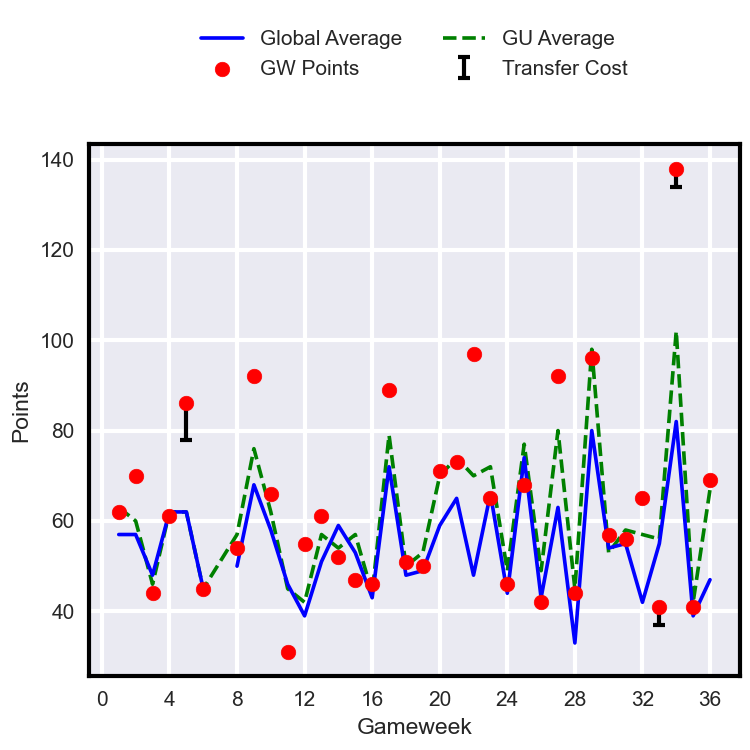 Global Average
GU Average
GW Points
Transfer Cost
140
120
100
80
60
40
Points
0 4 8 12 16 20 24 28 32 36
Gameweek